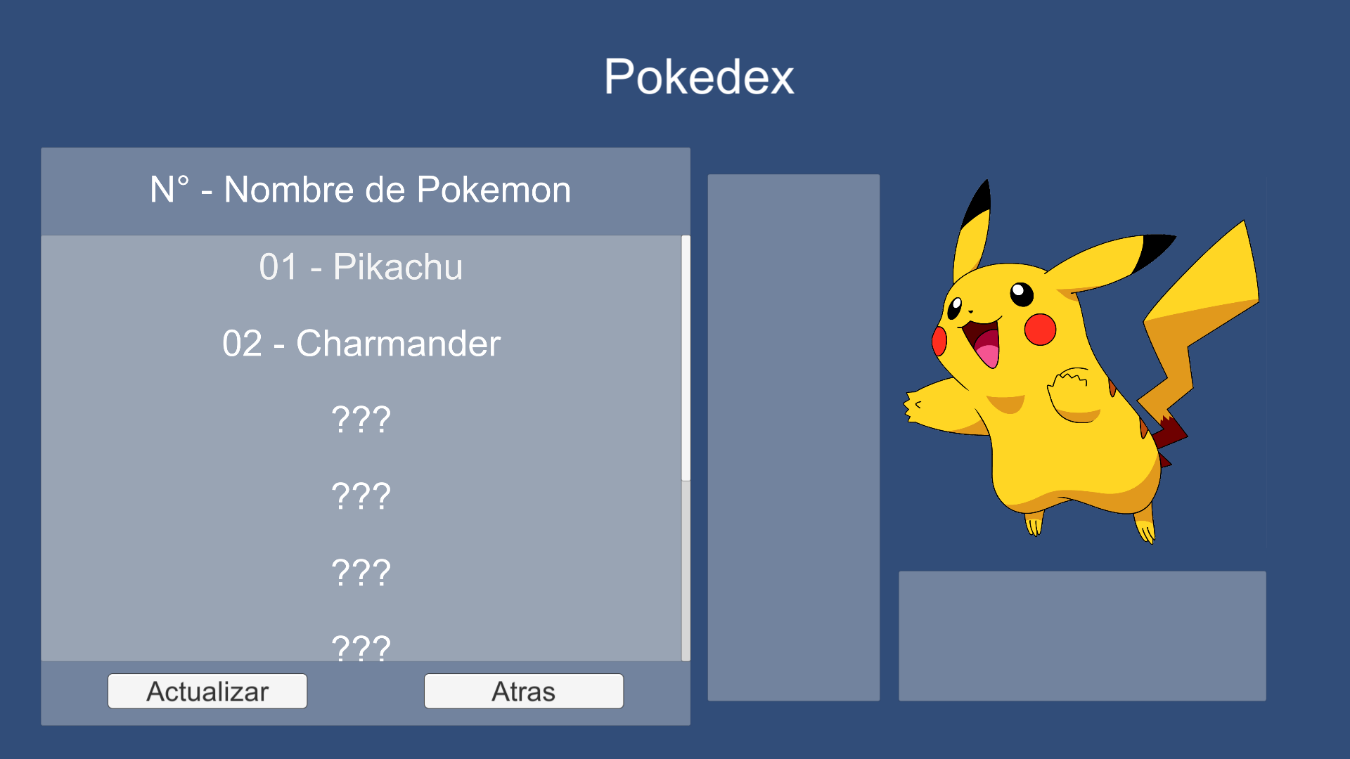 Pokedex
N° - Nombre de Pokemon
01 - Pikachu
02 - Charmander
???
???
???
???
Actualizar
Atras